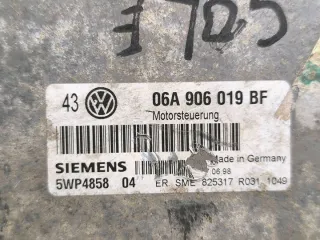 43 06A 906 019 BF
Motorsteuerung
SIEMENS Made in Germany
06 98
5WP4858 04 ER SME 825317 R031 1049